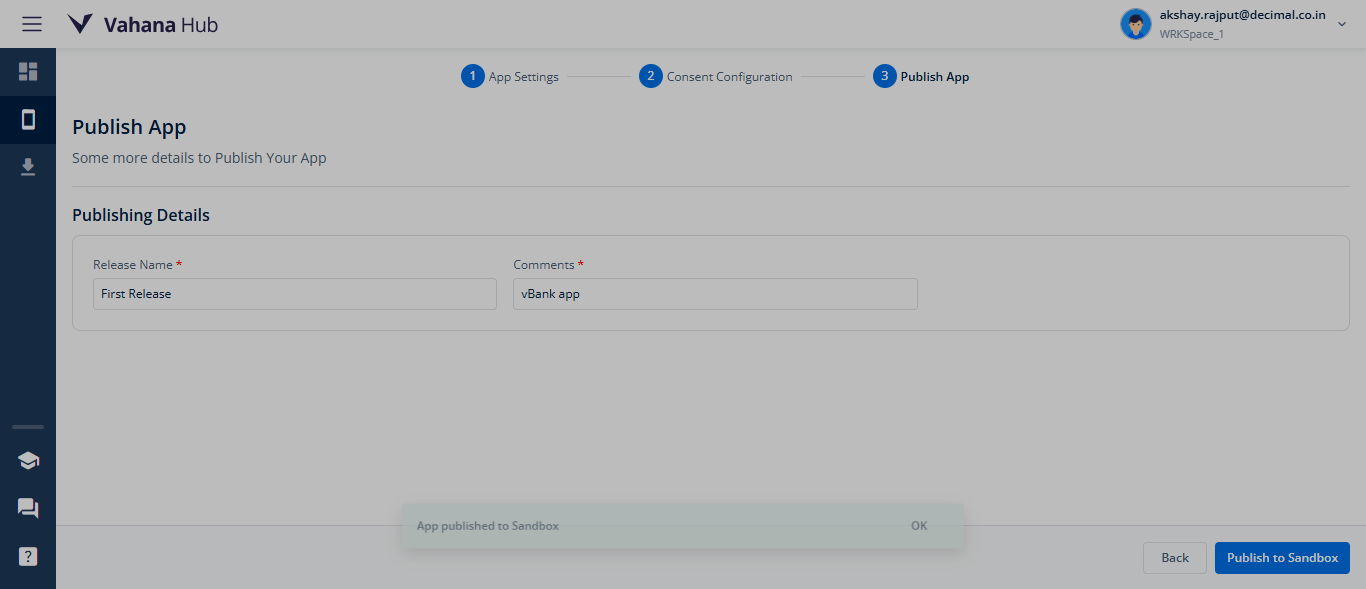 Vahana Hub
akshay.rajput@decimal.co.in
WRKSpace_1
1 App Settings 2 Consent Configuration 3 Publish App
Publish App
Some more details to Publish Your App
Publishing Details
Release Name * Comments *
First Release vBank app
App published to Sandbox OK
?
Back Publish to Sandbox